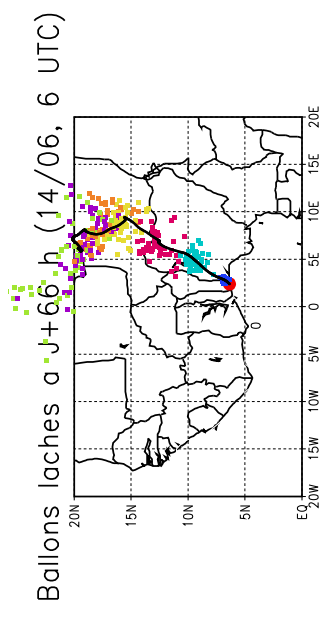 Ballons laches a J+66 h (14/06, 6 UTC)
20N
15N
10N
5N
EQ
20W
15W
10W
5W
0
5E
10E
15E
20E
0